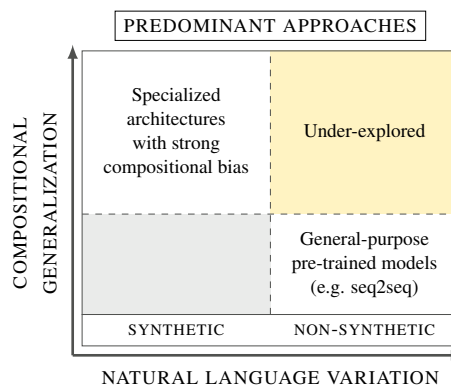 PREDOMINANT APPROACHES
COMPOSITIONAL
GENERALIZATION
Specialized
architectures
with strong
compositional bias
Under-explored
General-purpose
pre-trained models
(e.g. seq2seq)
SYNTHETIC
NON-SYNTHETIC
NATURAL LANGUAGE VARIATION